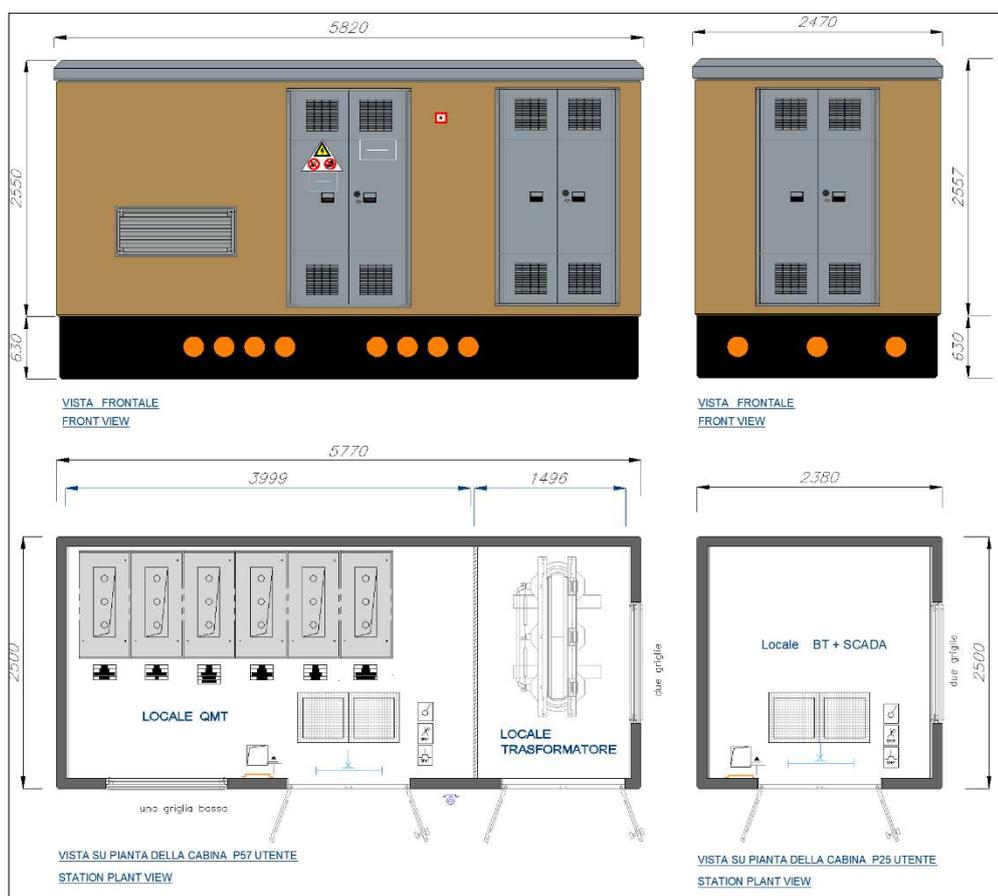 5820
2470
2550
2557
630
630
VISTA FRONTALE
FRONT VIEW
VISTA FRONTALE
FRONT VIEW
5770
3999
1496
2380
2500
2500
due griglie
due griglie
Locale BT + SCADA
LOCALE QMT
LOCALE
TRASFORMATORE
una griglia bassa
VISTA SU PIANTA DELLA CABINA P57 UTENTE
STATION PLANT VIEW
VISTA SU PIANTA DELLA CABINA P25 UTENTE
STATION PLANT VIEW